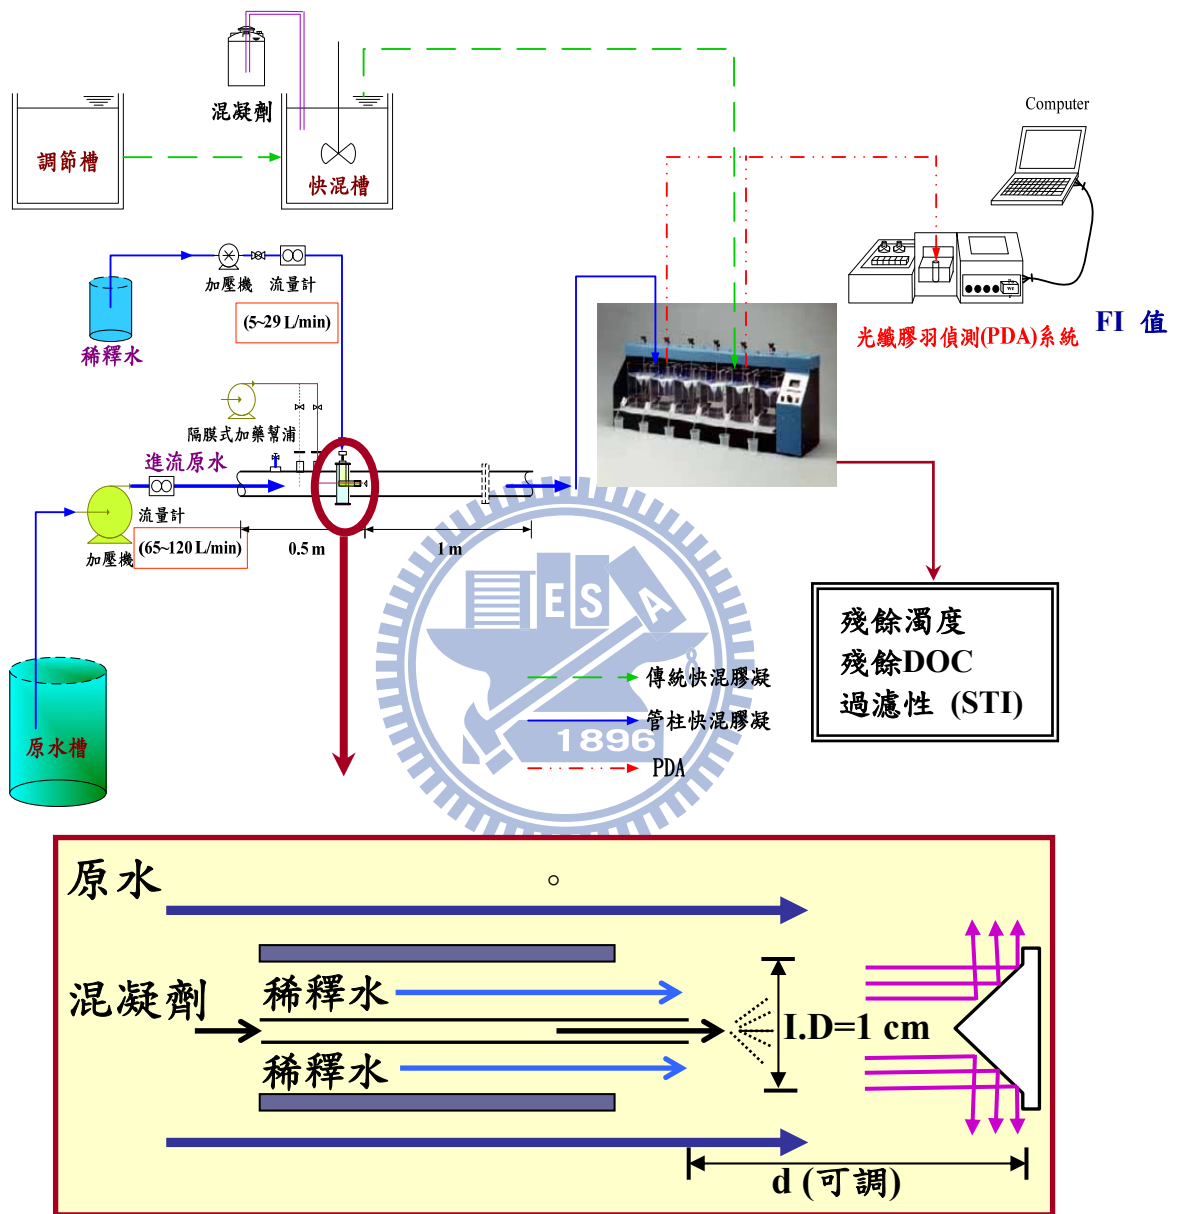 混凝劑
調節槽
快混槽
Computer
加壓機
流量計
(5~29 L/min)
稀釋水
光纖膠羽偵測(PDA)系統
FI 值
隔膜式加藥幫浦
進流原水
流量計
加壓機
(65~120 L/min)
0.5 m
1 m
原水槽
E S A
1896
傳統快混膠凝
管柱快混膠凝
PDA
殘餘濁度
殘餘DOC
過濾性 (STI)
原水
。
混凝劑
稀釋水
稀釋水
I.D=1 cm
d (可調)